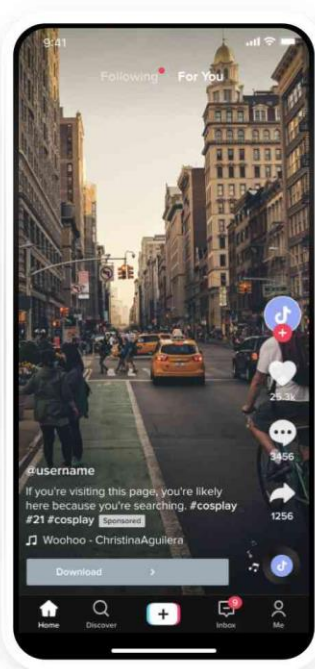 9:41
Following For You
25.3k
3456
1256
@username
If you're visiting this page, you're likely
here because you're searching. #cosplay
#21 #cosplay Sponsored
Woohoo - ChristinaAguilera
Download >
Home Discover Inbox 9 Me